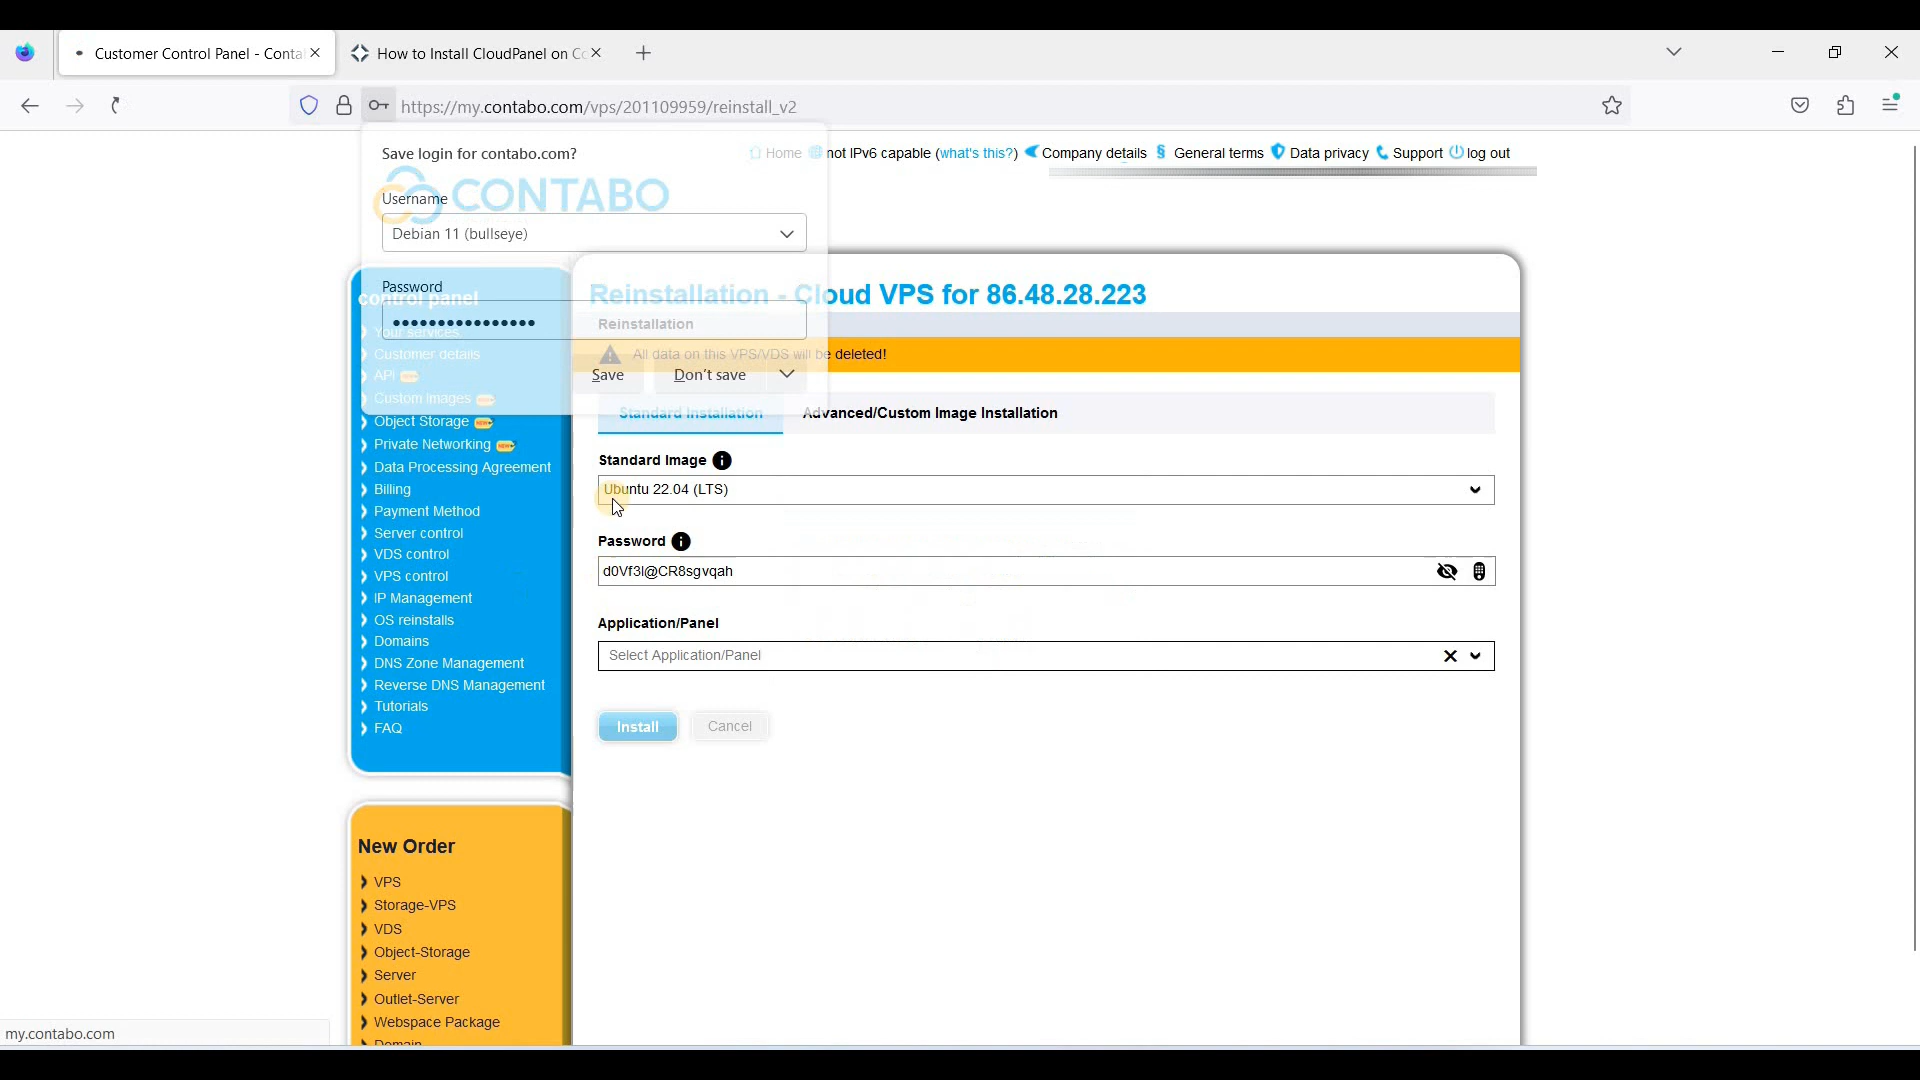 Customer Control Panel - Conta
How to Install CloudPanel on Co
https://my.contabo.com/vps/201109959/reinstall_v2
Save login for contabo.com?
Home
not IPv6 capable (what's this?)
Company details
§ General terms
Data privacy
Support
log out
CONTABO
Username
Debian 11 (bullseye)
Password
••••••••••••••••
Save
Don't save
control panel
Your services
Customer details
API
Custom Images
Object Storage
Private Networking
Data Processing Agreement
Billing
Payment Method
Server control
VDS control
VPS control
IP Management
OS reinstalls
Domains
DNS Zone Management
Reverse DNS Management
Tutorials
FAQ
Reinstallation - Cloud VPS for 86.48.28.223
Reinstallation
All data on this VPS/VDS will be deleted!
Standard Installation
Advanced/Custom Image Installation
Standard Image
Ubuntu 22.04 (LTS)
Password
d0Vf3l@CR8sgvqah
Application/Panel
Select Application/Panel
Install
Cancel
New Order
VPS
Storage-VPS
VDS
Object-Storage
Server
Outlet-Server
Webspace Package
Domain
my.contabo.com